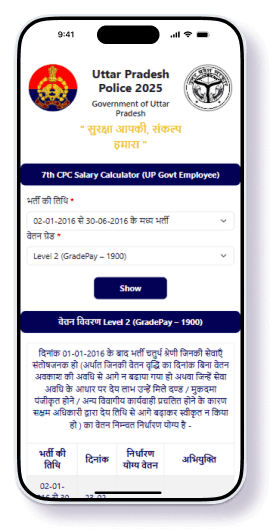 9:41
Uttar Pradesh
Police 2025
Government of Uttar
Pradesh
" सुरक्षा आपकी, संकल्प
हमारा "
7th CPC Salary Calculator (UP Govt Employee)
भर्ती की तिथि *
02-01-2016 से 30-06-2016 के मध्य भर्ती
वेतन ग्रेड *
Level 2 (GradePay – 1900)
Show
वेतन विवरण Level 2 (GradePay – 1900)
दिनांक 01-01-2016 के बाद भर्ती चतुर्थ श्रेणी जिनकी सेवाएँ
संतोषजनक हो (अर्थात जिनकी वेतन वृद्धि का दिनांक बिना वेतन
अवकाश की अवधि से आगे न बढाया गया हो अथवा जिन्हें सेवा
अवधि के आधार पर देय लाभ उन्हें मिले दण्ड / मुकदमा
पंजीकृत होने / अन्य विभागीय कार्यवाही प्रचलित होने के कारण
सक्षम अधिकारी द्वारा देय तिथि से आगे बढ़ाकर स्वीकृत न किया
हो ) का वेतन निम्नवत निर्धारण योग्य है -
भर्ती की तिथि दिनांक निर्धारण योग्य वेतन अभियुक्ति
02-01-